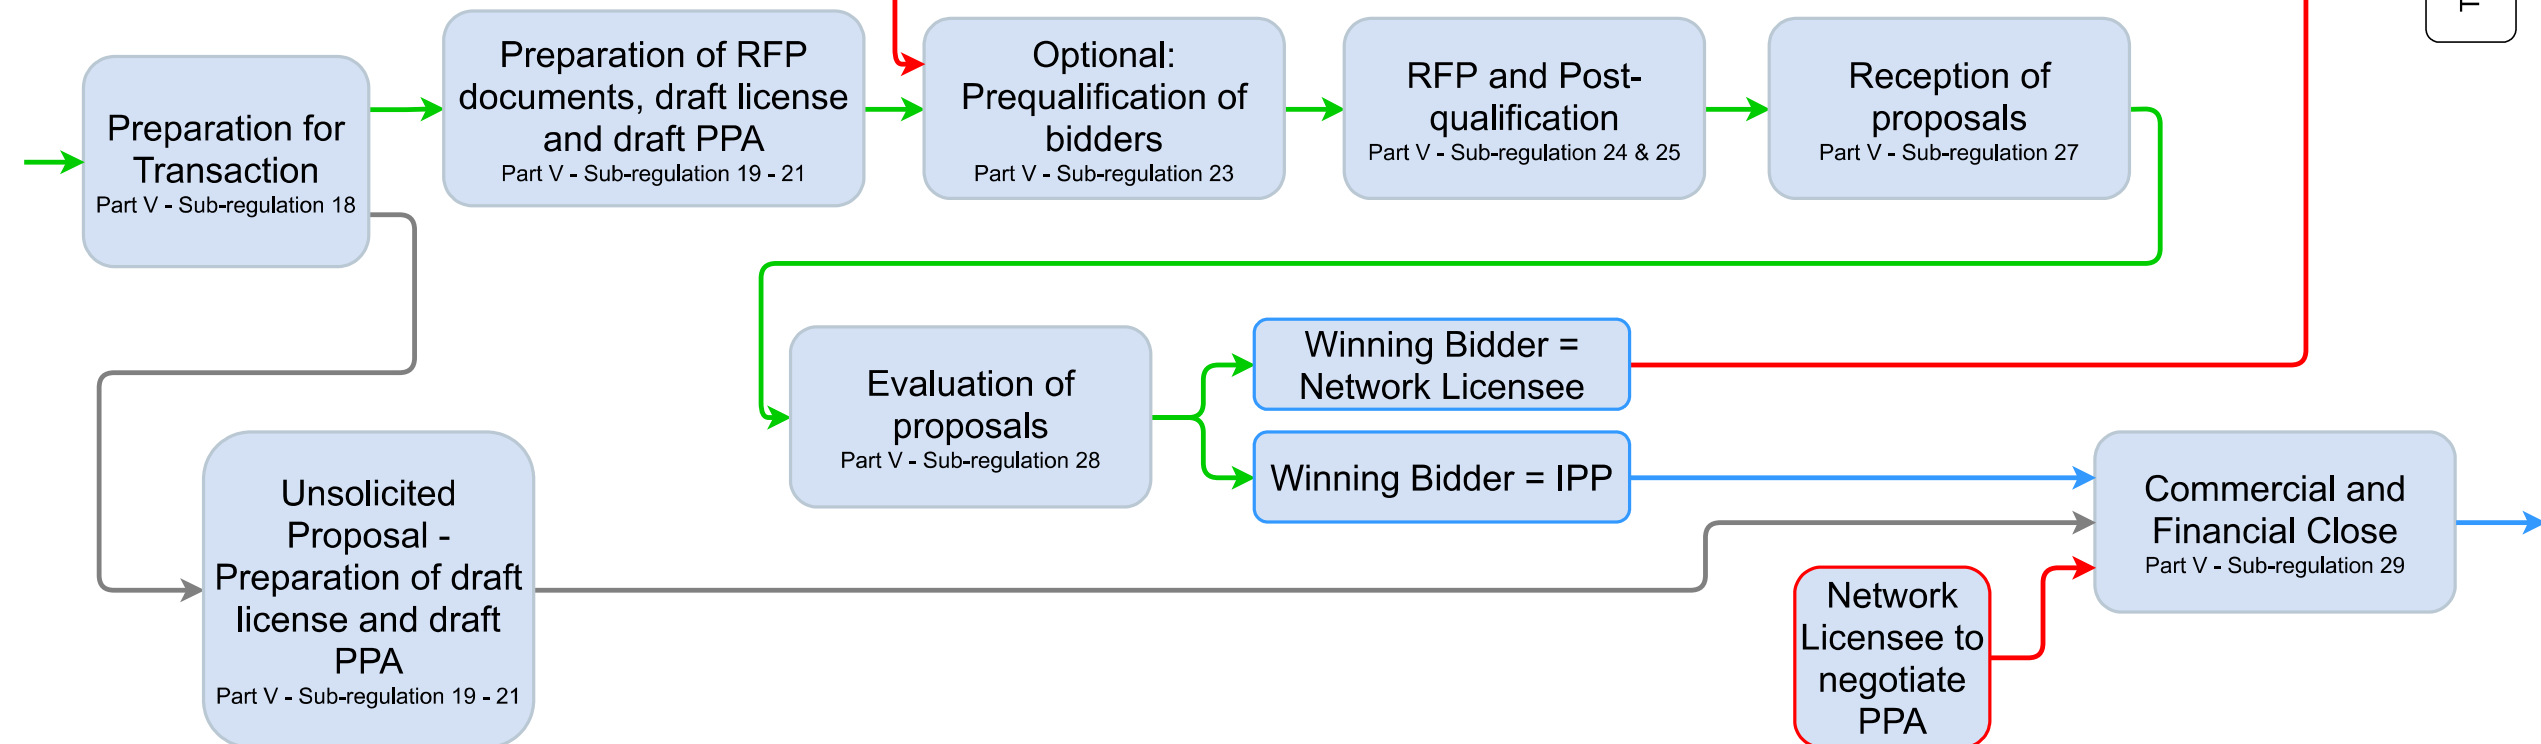 Preparation for
Transaction
Part V - Sub-regulation 18
Preparation of RFP
documents, draft license
and draft PPA
Part V - Sub-regulation 19 - 21
Optional:
Prequalification of
bidders
Part V - Sub-regulation 23
RFP and Post-
qualification
Part V - Sub-regulation 24 & 25
Reception of
proposals
Part V - Sub-regulation 27
T
Evaluation of
proposals
Part V - Sub-regulation 28
Winning Bidder =
Network Licensee
Winning Bidder = IPP
Unsolicited
Proposal -
Preparation of draft
license and draft
PPA
Part V - Sub-regulation 19 - 21
Network
Licensee to
negotiate
PPA
Commercial and
Financial Close
Part V - Sub-regulation 29